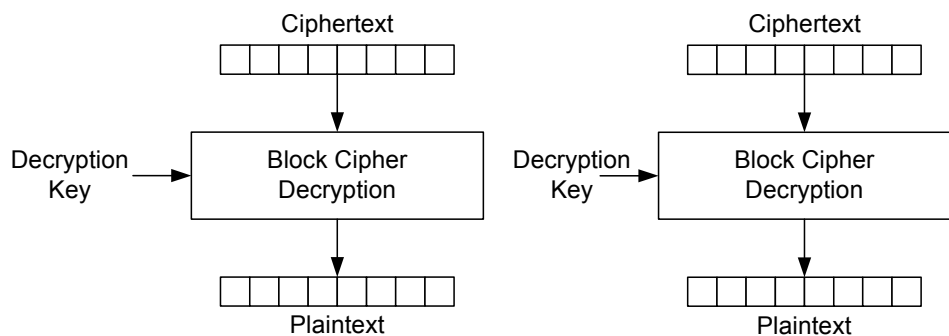 Ciphertext
Decryption
Key
Block Cipher
Decryption
Plaintext
Ciphertext
Decryption
Key
Block Cipher
Decryption
Plaintext